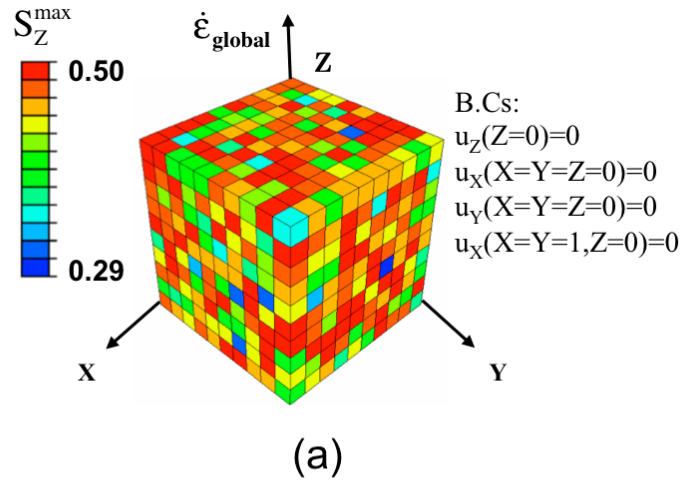 S_Z^max
0.50
0.29
ε̇_global
Z
X
Y
B.Cs:
u_Z(Z=0)=0
u_X(X=Y=Z=0)=0
u_Y(X=Y=Z=0)=0
u_X(X=Y=1,Z=0)=0
(a)